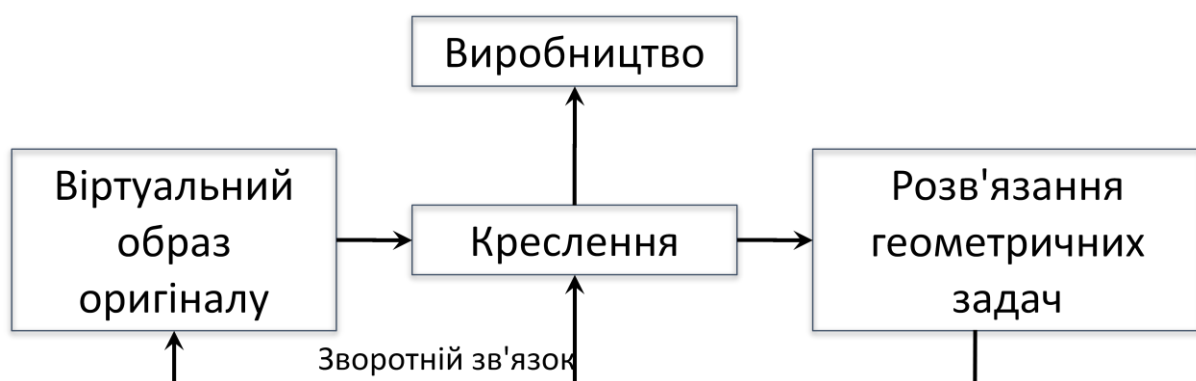 Виробництво
Віртуальний
образ
оригіналу
Креслення
Розв'язання
геометричних
задач
Зворотній зв'язок